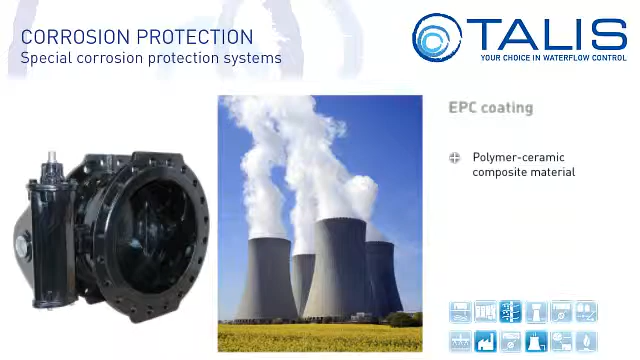 CORROSION PROTECTION
Special corrosion protection systems
TALIS
YOUR CHOICE IN WATERFLOW CONTROL
EPC coating
Polymer-ceramic
composite material